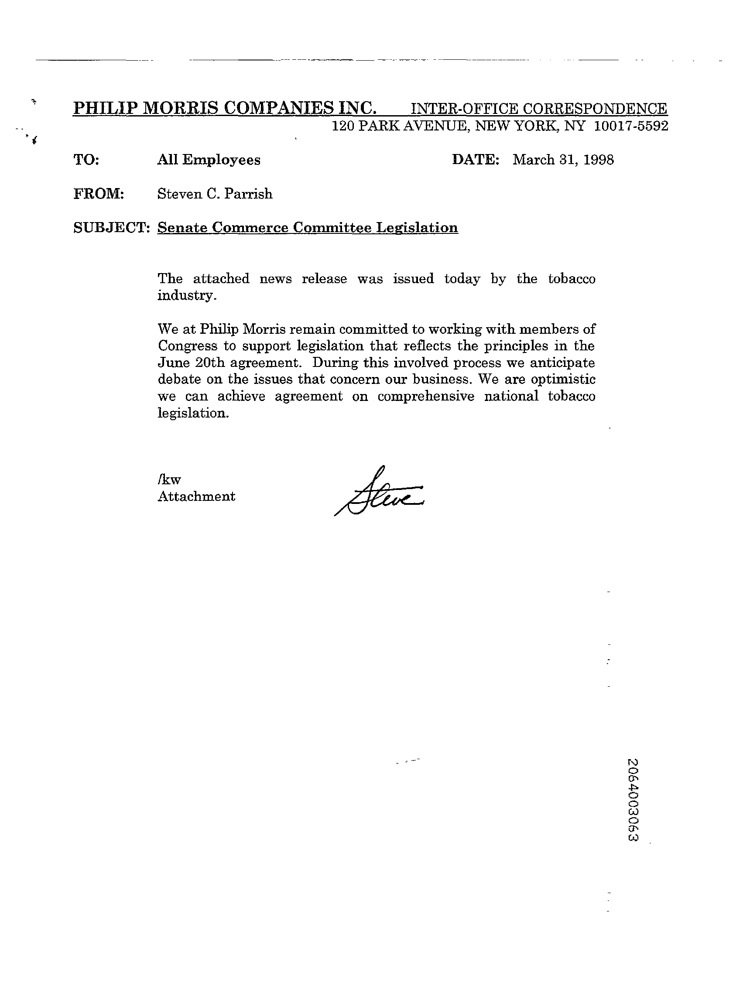 PHILIP MORRIS COMPANIES INC. INTER-OFFICE CORRESPONDENCE
120 PARK AVENUE, NEW YORK, NY 10017-5592
TO: All Employees DATE: March 31, 1998
FROM: Steven C. Parrish
SUBJECT: Senate Commerce Committee Legislation
The attached news release was issued today by the tobacco
industry.
We at Philip Morris remain committed to working with members of
Congress to support legislation that reflects the principles in the
June 20th agreement. During this involved process we anticipate
debate on the issues that concern our business. We are optimistic
we can achieve agreement on comprehensive national tobacco
legislation.
/kw
Attachment
Steve
2064003063